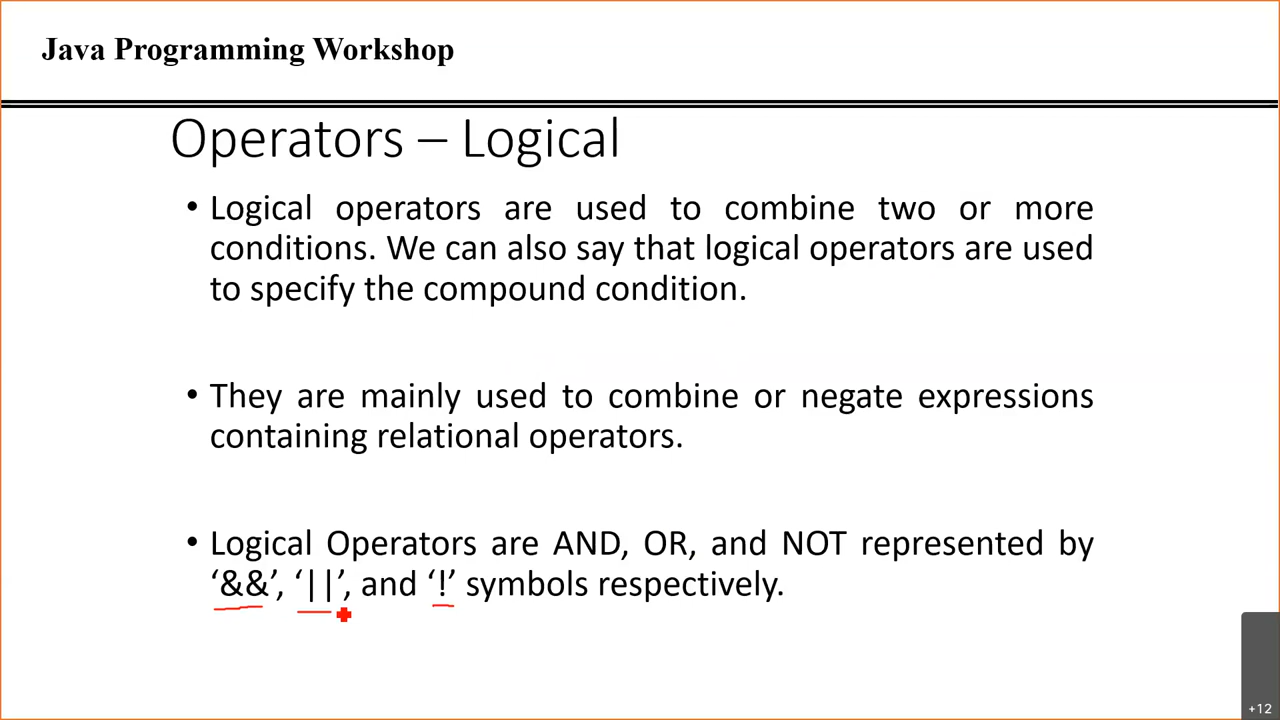 Java Programming Workshop
Operators – Logical
• Logical operators are used to combine two or more
conditions. We can also say that logical operators are used
to specify the compound condition.
• They are mainly used to combine or negate expressions
containing relational operators.
• Logical Operators are AND, OR, and NOT represented by
‘&&’, ‘||’, and ‘!’ symbols respectively.
+12